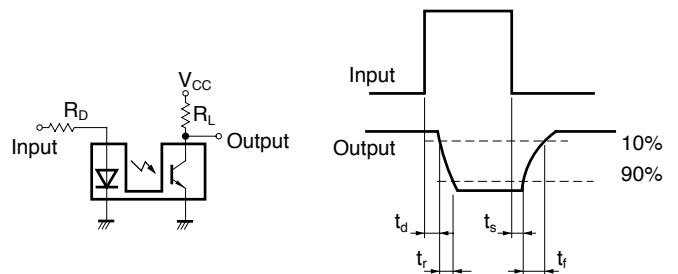 V_CC
R_D
R_L
Input
Output
Input
Output
10%
90%
t_d
t_s
t_r
t_f